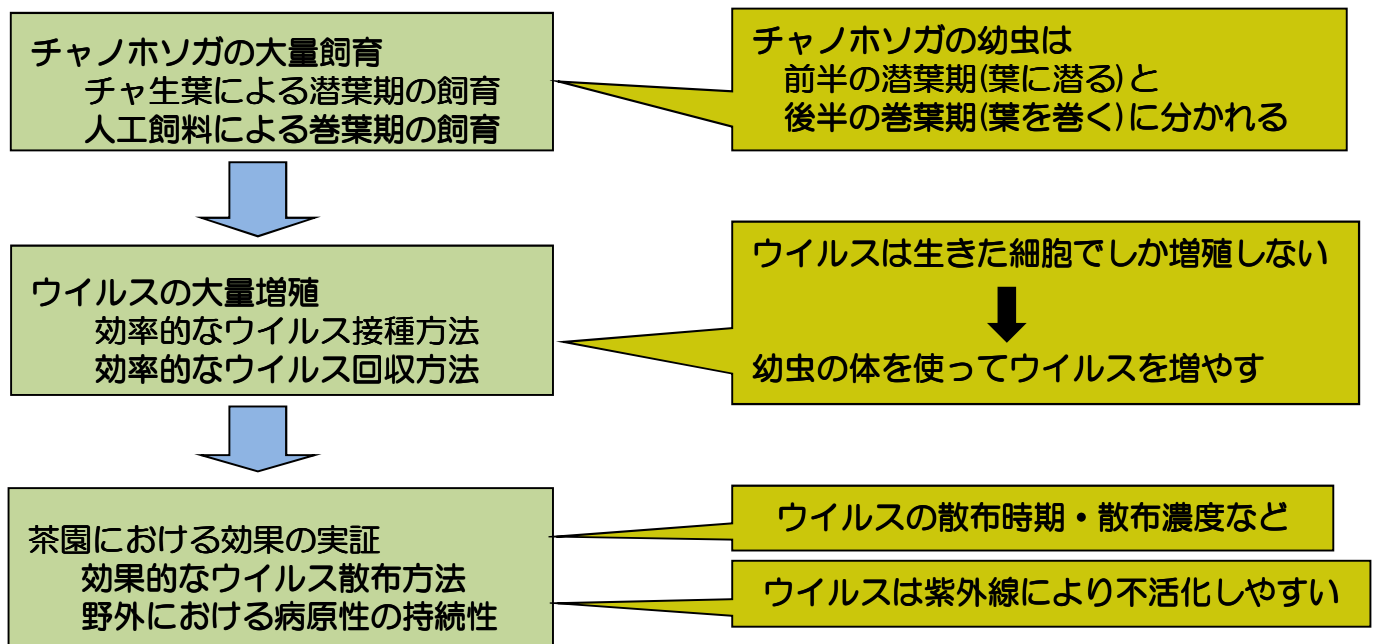 チャノホソガの大量飼育
チャ生葉による潜葉期の飼育
人工飼料による巻葉期の飼育
チャノホソガの幼虫は
前半の潜葉期(葉に潜る)と
後半の巻葉期(葉を巻く)に分かれる
ウイルスの大量増殖
効率的なウイルス接種方法
効率的なウイルス回収方法
ウイルスは生きた細胞でしか増殖しない
幼虫の体を使ってウイルスを増やす
茶園における効果の実証
効果的なウイルス散布方法
野外における病原性の持続性
ウイルスの散布時期・散布濃度など
ウイルスは紫外線により不活化しやすい